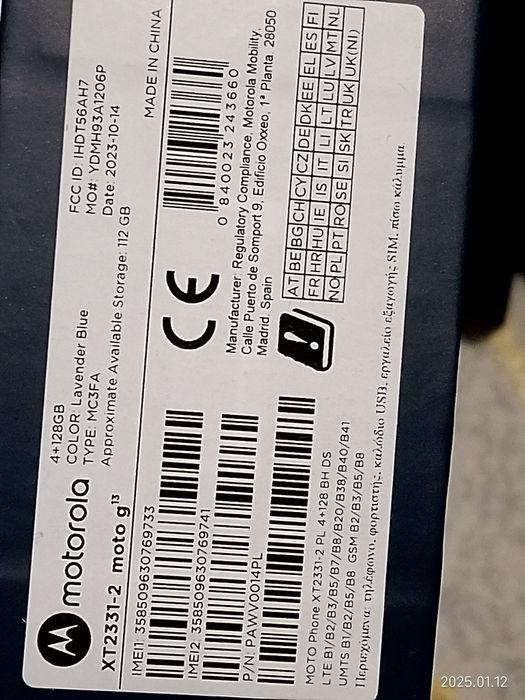 motorola
XT2331-2 moto g¹³
4+128GB
COLOR: Lavender Blue
TYPE: MC3FA
Approximate Available Storage: 112 GB
FCC ID: IHDT56AH7
MO#: YDMH93A1206P
Date: 2023-10-14
MADE IN CHINA
IMEI1 358509630769733
IMEI2 358509630769741
P/N: PAWV0014PL
0 840023 243660
Manufacturer: Regulatory Compliance, Motorola Mobility,
Calle Puerto de Somport 9, Edificio Oxxeo, 1ª Planta, 28050
Madrid, Spain
AT BE BG CH CY CZ DE DK EE EL ES FI
FR HR HU IE IS IT LI LT LU LV MT NL
NO PL PT RO SE SI SK TR UK UK(NI)
MOTO Phone XT2331-2 PL 4+128 BH DS
LTE B1/B2/B3/B5/B7/B8/B20/B38/B40/B41
UMTS B1/B2/B5/B8 GSM B2/B3/B5/B8
Περιεχόμενα: τηλέφωνο, φορτιστής, καλώδιο USB, εργαλείο εξαγωγής SIM, πίσω κάλυμμα
2025.01.12